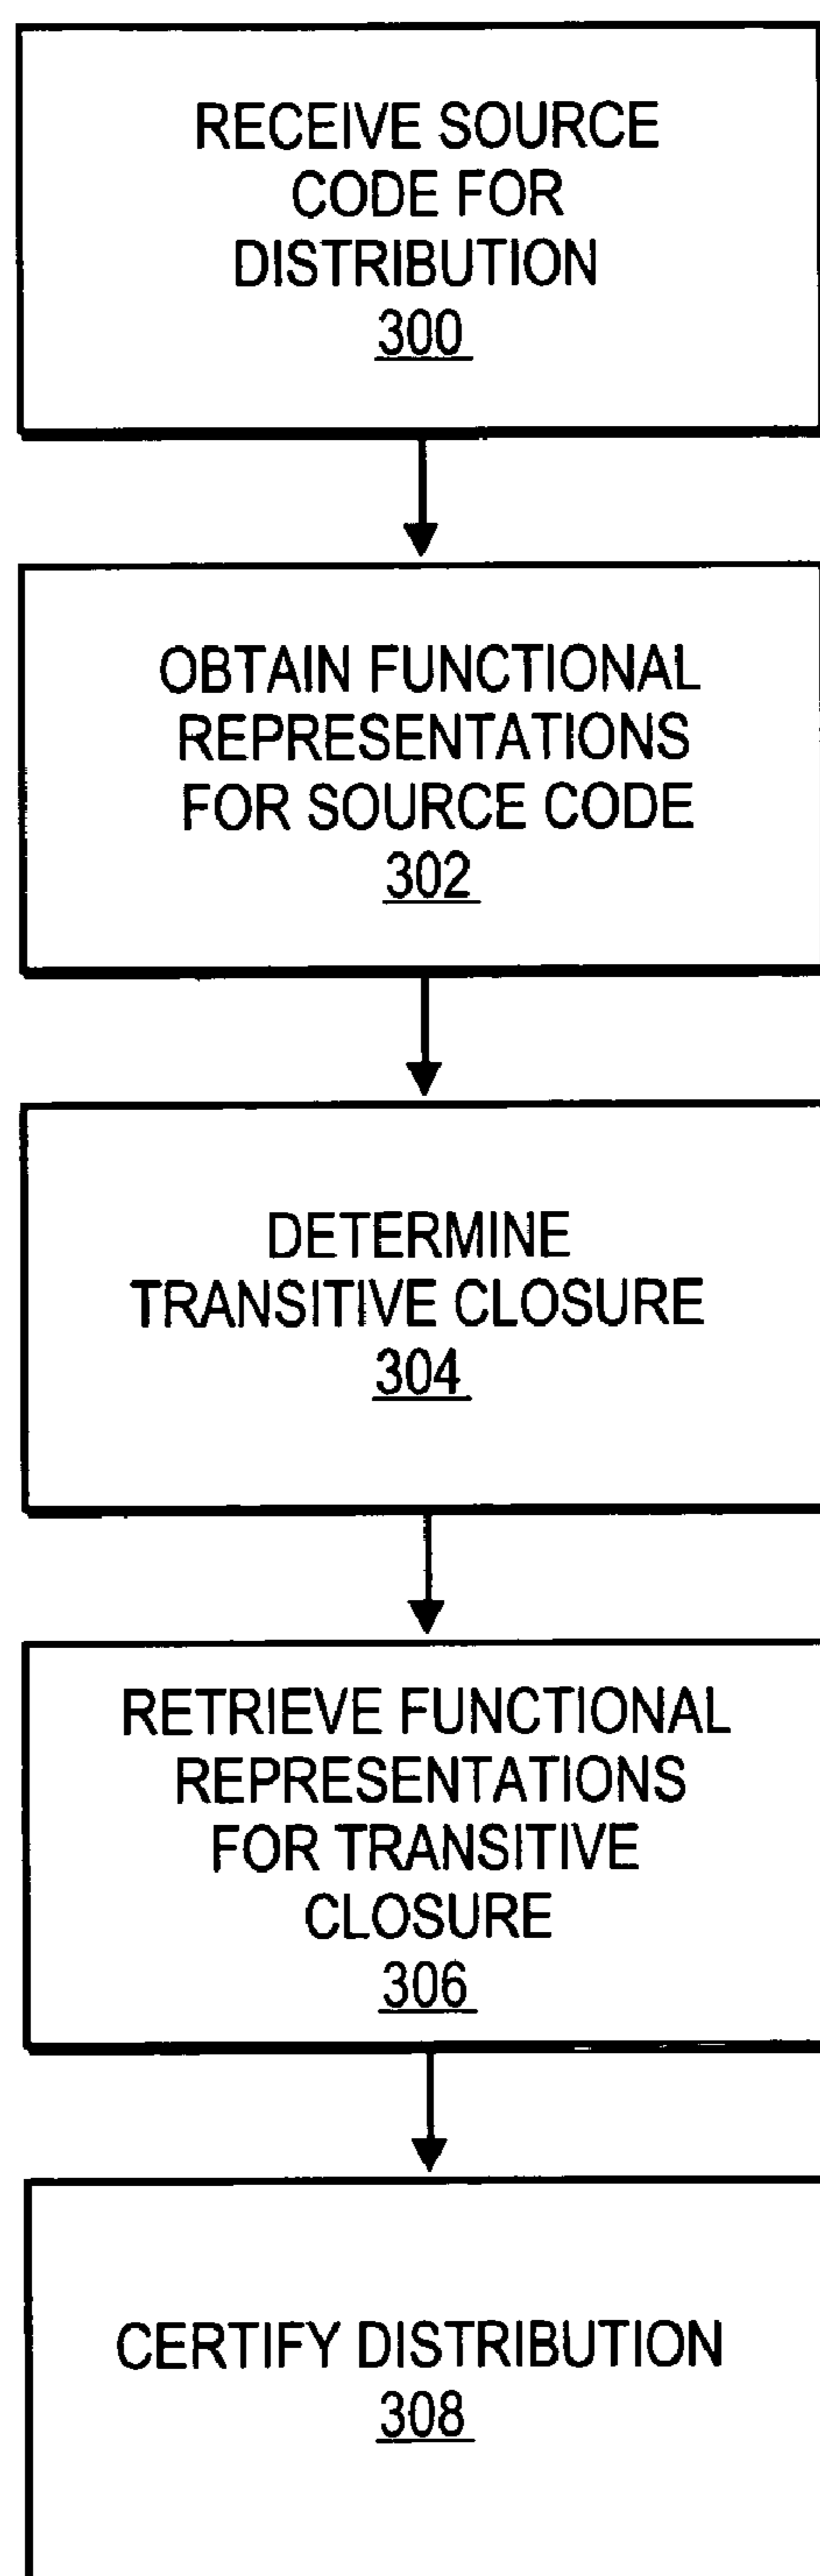 RECEIVE SOURCE
CODE FOR
DISTRIBUTION
300
OBTAIN FUNCTIONAL
REPRESENTATIONS
FOR SOURCE CODE
302
DETERMINE
TRANSITIVE CLOSURE
304
RETRIEVE FUNCTIONAL
REPRESENTATIONS
FOR TRANSITIVE
CLOSURE
306
CERTIFY DISTRIBUTION
308